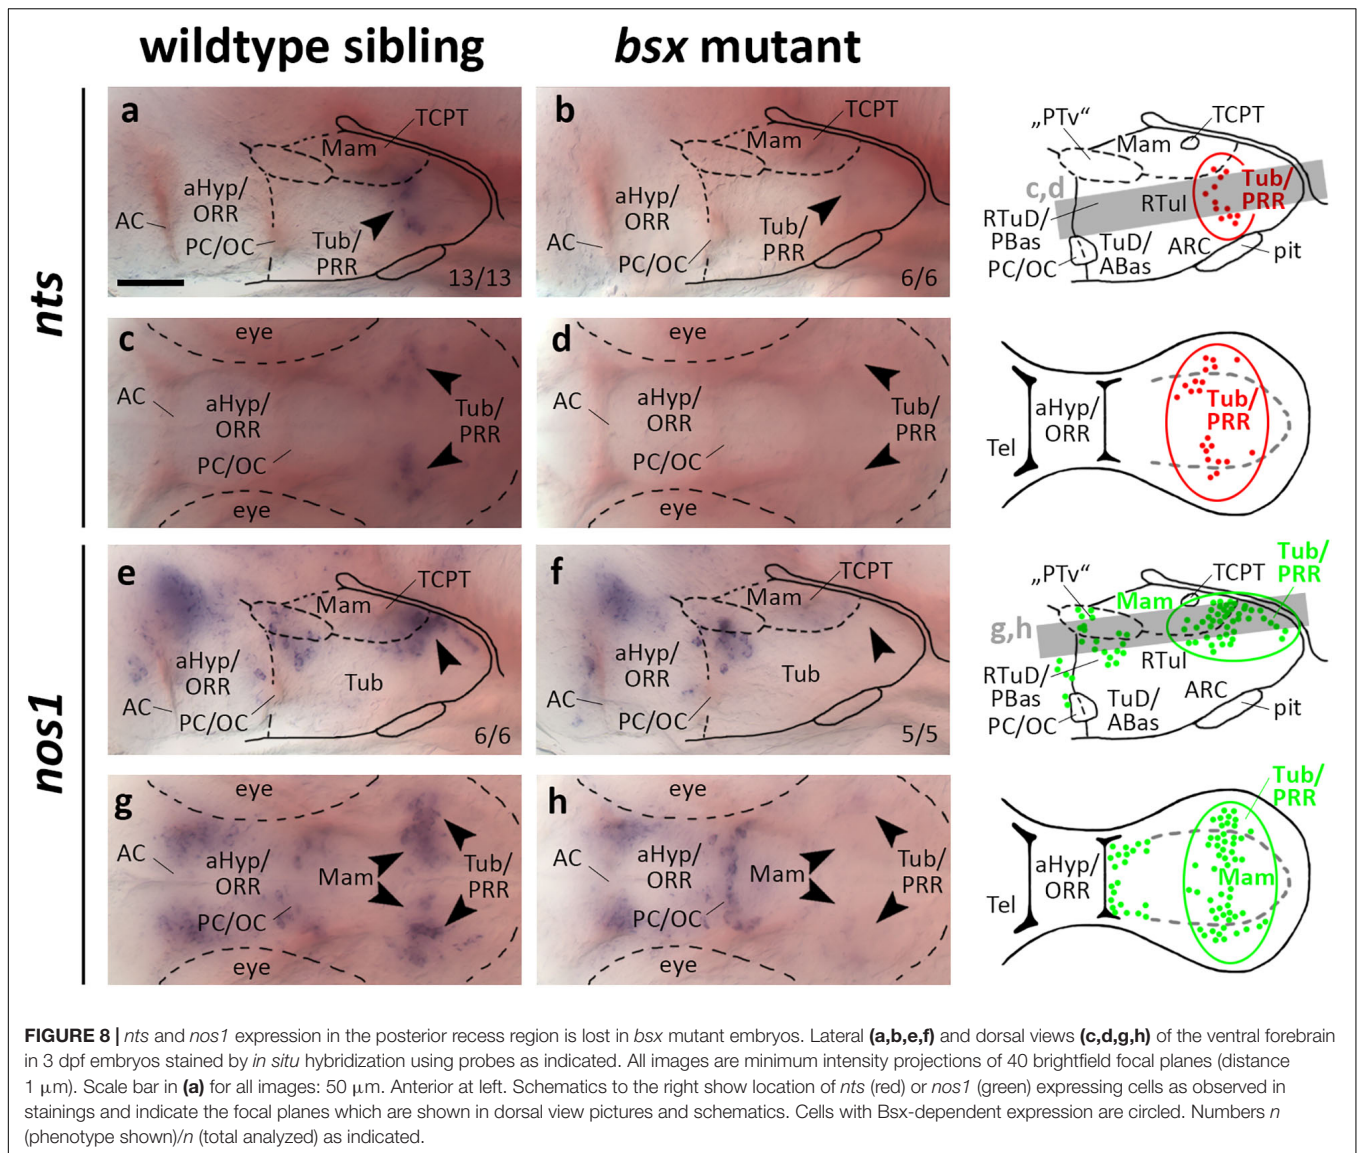 wildtype sibling
bsx mutant
nts
a
TCPT
Mam
aHyp/
ORR
AC
PC/OC
Tub/
PRR
13/13
b
TCPT
Mam
aHyp/
ORR
AC
PC/OC
Tub/
PRR
6/6
„PTv“
TCPT
Mam
c,d
Tub/
PRR
RTuI
RTuD/
PBas
PC/OC
TuD/
ABas
ARC
pit
c
eye
AC
aHyp/
ORR
Tub/
PRR
PC/OC
eye
d
eye
AC
aHyp/
ORR
Tub/
PRR
PC/OC
eye
Tel
aHyp/
ORR
Tub/
PRR
nos1
e
TCPT
Mam
aHyp/
ORR
Tub
AC
PC/OC
6/6
f
TCPT
Mam
aHyp/
ORR
Tub
AC
PC/OC
5/5
„PTv“
TCPT
Tub/
PRR
Mam
g,h
RTuI
RTuD/
PBas
PC/OC
TuD/
ABas
ARC
pit
g
eye
AC
aHyp/
ORR
Mam
Tub/
PRR
PC/OC
eye
h
eye
AC
aHyp/
ORR
Mam
Tub/
PRR
PC/OC
eye
Tub/
PRR
Tel
aHyp/
ORR
Mam
FIGURE 8 | nts and nos1 expression in the posterior recess region is lost in bsx mutant embryos. Lateral (a,b,e,f) and dorsal views (c,d,g,h) of the ventral forebrain
in 3 dpf embryos stained by in situ hybridization using probes as indicated. All images are minimum intensity projections of 40 brightfield focal planes (distance
1 μm). Scale bar in (a) for all images: 50 μm. Anterior at left. Schematics to the right show location of nts (red) or nos1 (green) expressing cells as observed in
stainings and indicate the focal planes which are shown in dorsal view pictures and schematics. Cells with Bsx-dependent expression are circled. Numbers n
(phenotype shown)/n (total analyzed) as indicated.